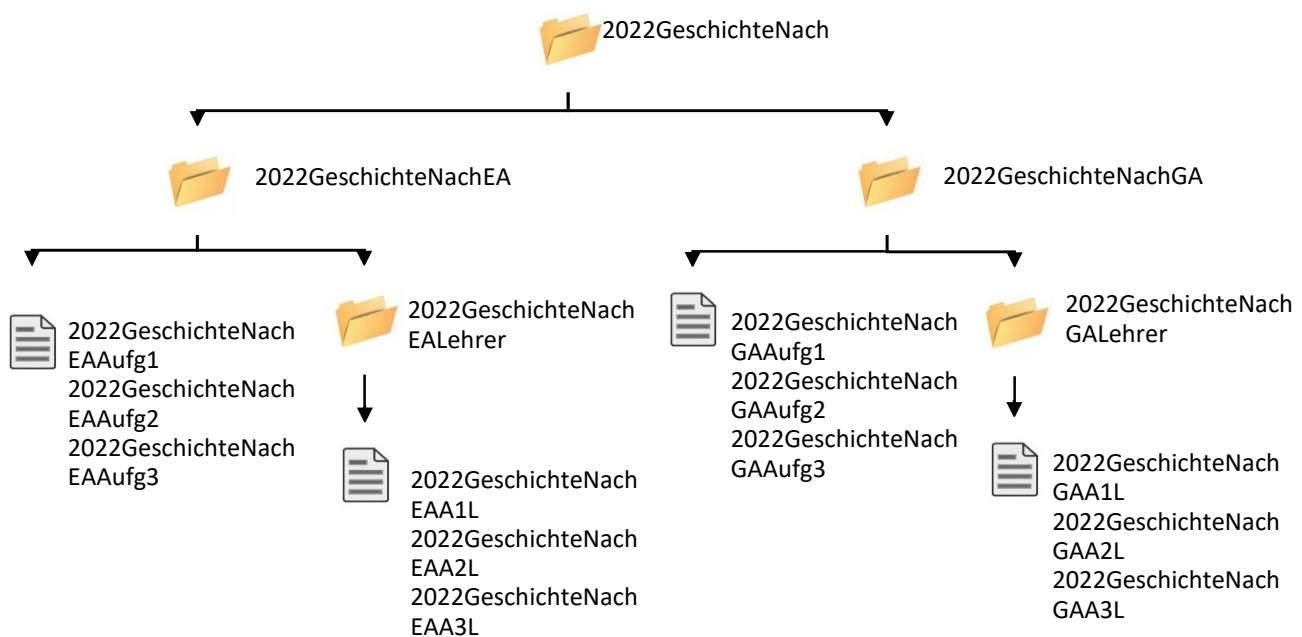 2022GeschichteNach
2022GeschichteNachEA
2022GeschichteNachGA
2022GeschichteNach
EAAufg1
2022GeschichteNach
EAAufg2
2022GeschichteNach
EAAufg3
2022GeschichteNach
EALehrer
2022GeschichteNach
EAA1L
2022GeschichteNach
EAA2L
2022GeschichteNach
EAA3L
2022GeschichteNach
GAAufg1
2022GeschichteNach
GAAufg2
2022GeschichteNach
GAAufg3
2022GeschichteNach
GALehrer
2022GeschichteNach
GAA1L
2022GeschichteNach
GAA2L
2022GeschichteNach
GAA3L